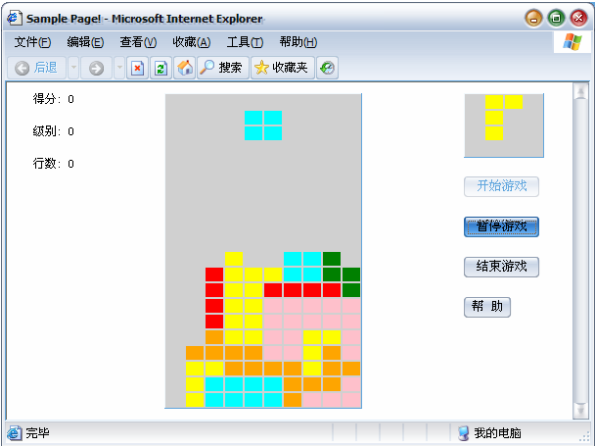 Sample Page! - Microsoft Internet Explorer
文件(F) 编辑(E) 查看(V) 收藏(A) 工具(T) 帮助(H)
后退 搜索 收藏夹
得分: 0
级别: 0
行数: 0
开始游戏
暂停游戏
结束游戏
帮 助
完毕 我的电脑